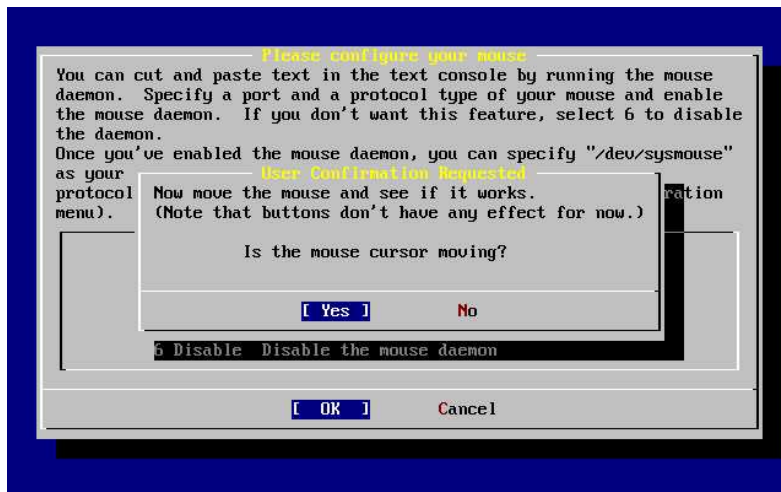 Please configure your mouse
You can cut and paste text in the text console by running the mouse
daemon.  Specify a port and a protocol type of your mouse and enable
the mouse daemon.  If you don't want this feature, select 6 to disable
the daemon.
Once you've enabled the mouse daemon, you can specify "/dev/sysmouse"
as your
protocol ration
menu).
User Confirmation Requested
Now move the mouse and see if it works.
(Note that buttons don't have any effect for now.)
Is the mouse cursor moving?
[ Yes ] No
6 Disable  Disable the mouse daemon
[ OK ] Cancel